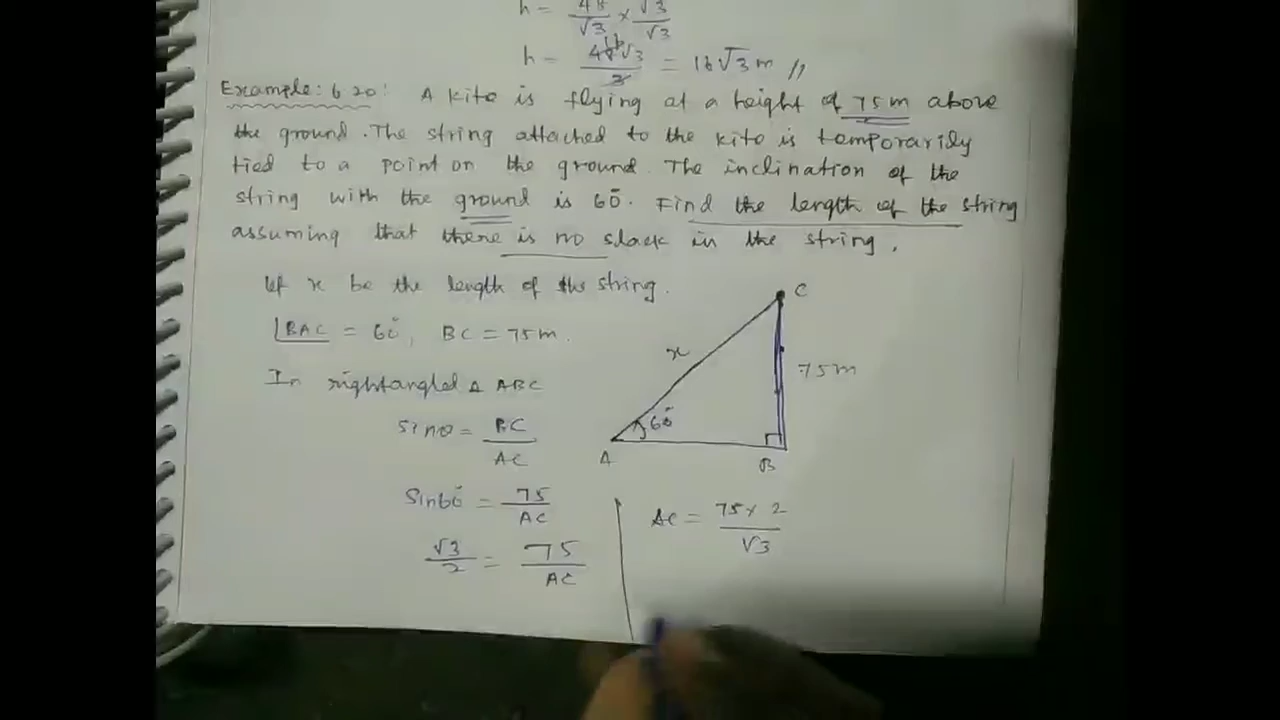 h = 48/√3 × √3/√3
h = 48√3/3 = 16√3 m //
Example: 6 20: A kite is flying at a height of 75m above
the ground. The string attached to the kite is temporarily
tied to a point on the ground. The inclination of the
string with the ground is 60°. Find the length of the string
assuming that there is no slack in the string.
Let x be the length of the string.
∠BAC = 60°, BC = 75m.
In rightangled Δ ABC
sinθ = BC/AC
Sin60° = 75/AC
√3/2 = 75/AC
C
x
75m
60°
A
B
AC = 75 × 2/√3